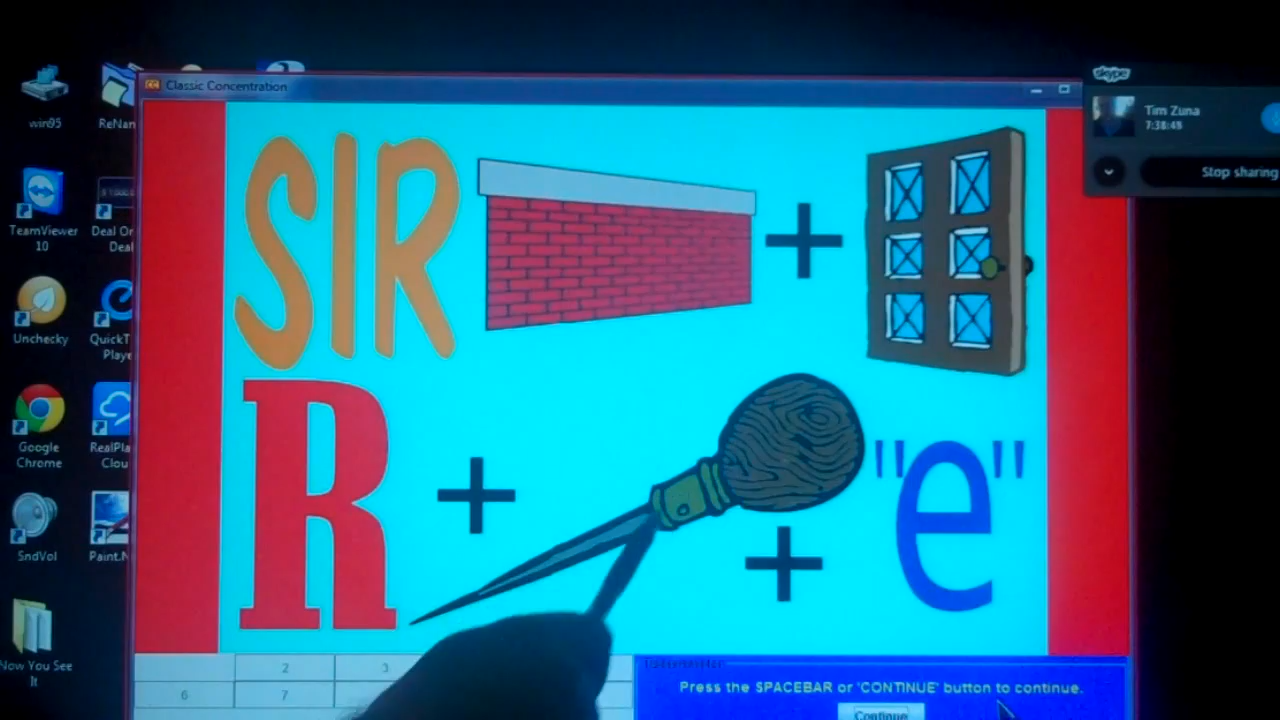 skype
Classic Concentration
Tim Zuna
7:38:49
Stop sharing
win95
ReNam
SIR
+
TeamViewer
10
Deal Or
Deal
Unchecky
QuickT
Playe
R
+
+
"e"
Google
Chrome
RealPla
Clou
SndVol
Paint.N
Now You See
It
2
3
6
7
Press the SPACEBAR or 'CONTINUE' button to continue.
Continue